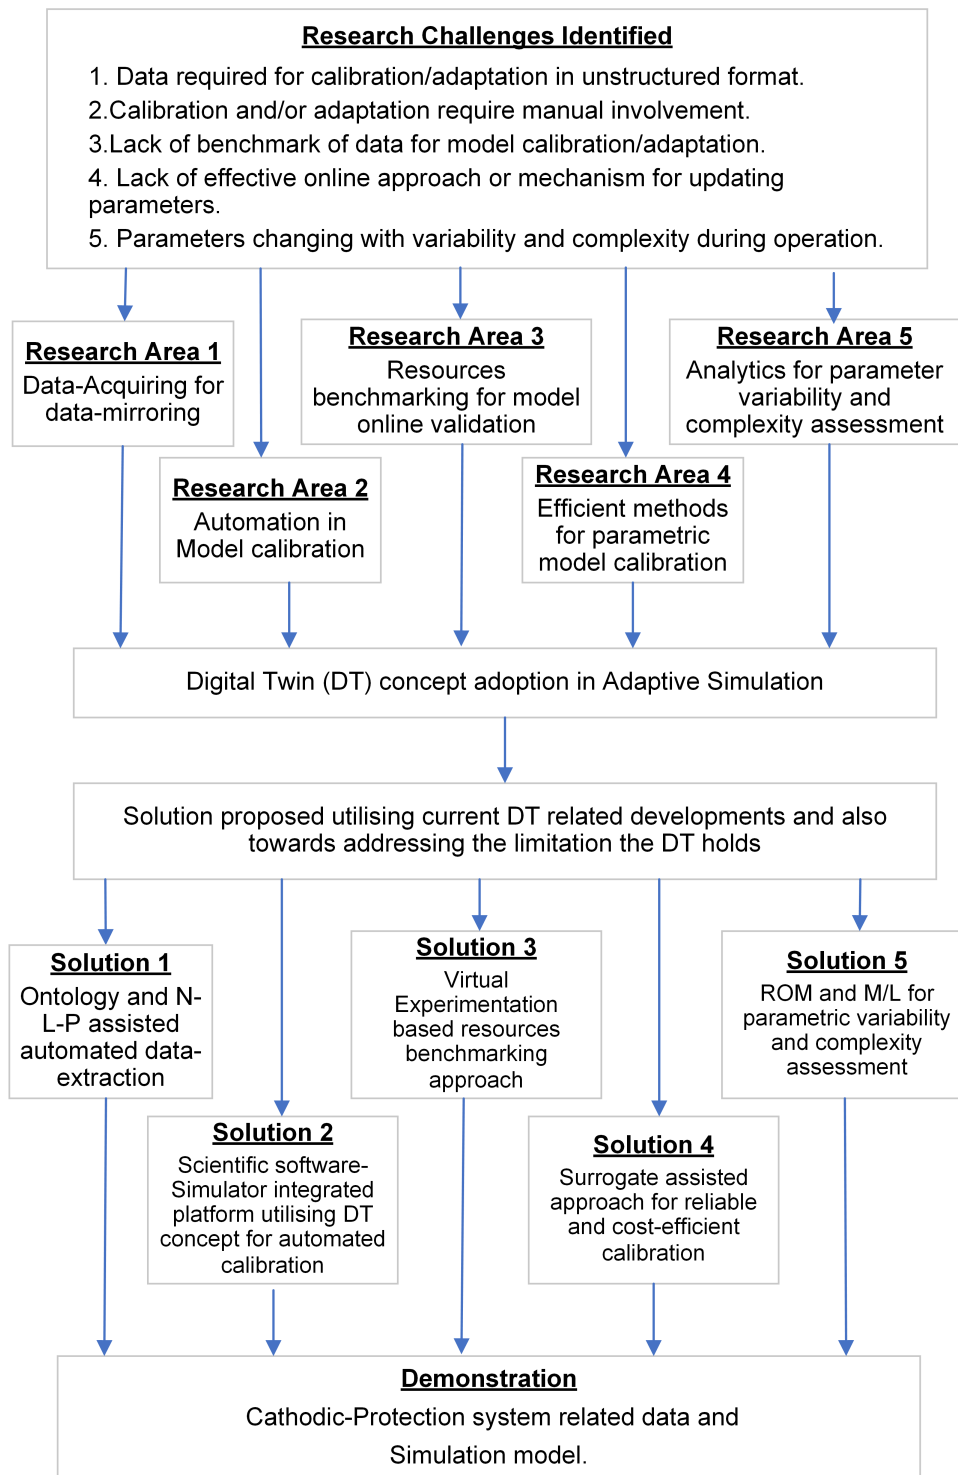 Research Challenges Identified
1. Data required for calibration/adaptation in unstructured format.
2.Calibration and/or adaptation require manual involvement.
3.Lack of benchmark of data for model calibration/adaptation.
4. Lack of effective online approach or mechanism for updating
parameters.
5. Parameters changing with variability and complexity during operation.
Research Area 1
Data-Acquiring for
data-mirroring
Research Area 2
Automation in
Model calibration
Research Area 3
Resources
benchmarking for model
online validation
Research Area 4
Efficient methods
for parametric
model calibration
Research Area 5
Analytics for parameter
variability and
complexity assessment
Digital Twin (DT) concept adoption in Adaptive Simulation
Solution proposed utilising current DT related developments and also
towards addressing the limitation the DT holds
Solution 1
Ontology and N-
L-P assisted
automated data-
extraction
Solution 2
Scientific software-
Simulator integrated
platform utilising DT
concept for automated
calibration
Solution 3
Virtual
Experimentation
based resources
benchmarking
approach
Solution 4
Surrogate assisted
approach for reliable
and cost-efficient
calibration
Solution 5
ROM and M/L for
parametric variability
and complexity
assessment
Demonstration
Cathodic-Protection system related data and
Simulation model.